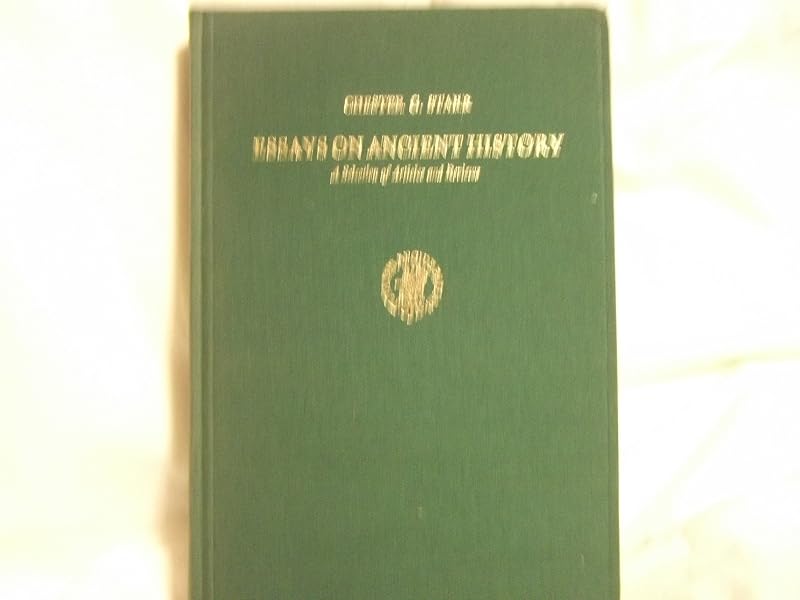 CHESTER G. STARR
ESSAYS ON ANCIENT HISTORY
A Selection of Articles and Reviews